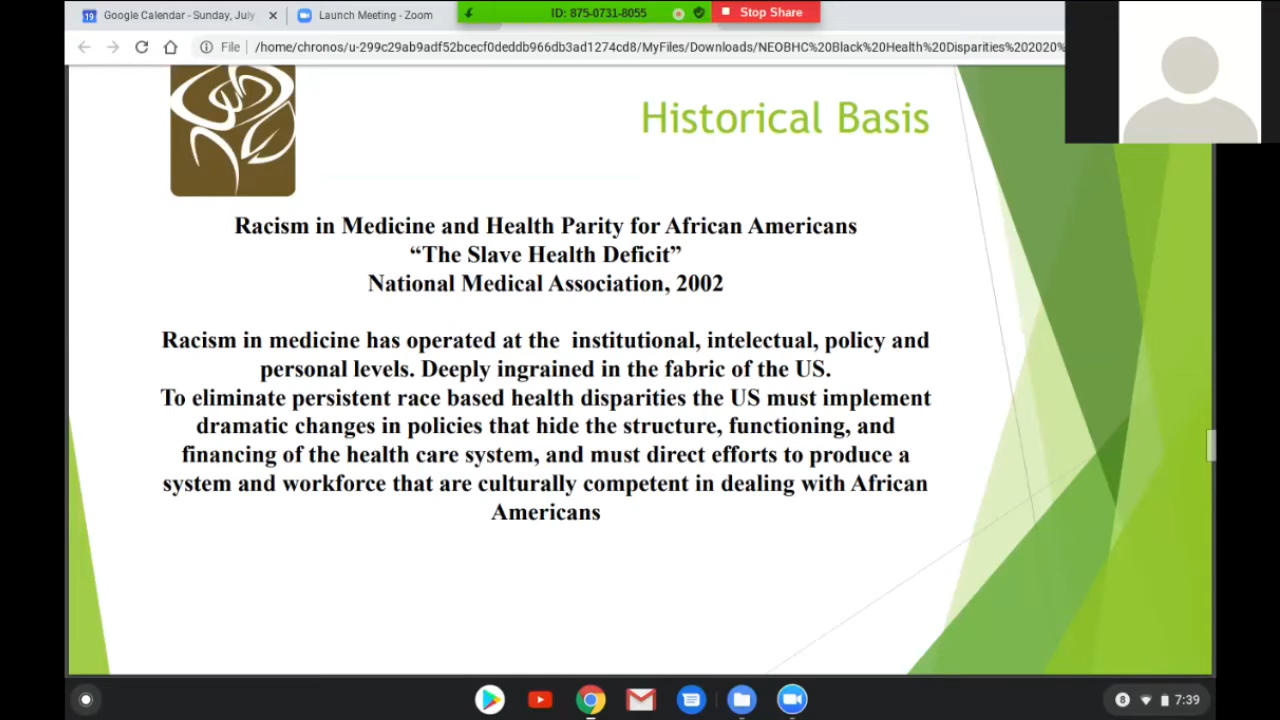 Google Calendar - Sunday, July
Launch Meeting - Zoom
ID: 875-0731-8055
Stop Share
File
/home/chronos/u-299c29ab9adf52bcecf0deddb966db3ad1274cd8/MyFiles/Downloads/NEOBHC%20Black%20Health%20Disparities%202020%
Historical Basis
Racism in Medicine and Health Parity for African Americans
“The Slave Health Deficit”
National Medical Association, 2002
Racism in medicine has operated at the institutional, intelectual, policy and
personal levels. Deeply ingrained in the fabric of the US.
To eliminate persistent race based health disparities the US must implement
dramatic changes in policies that hide the structure, functioning, and
financing of the health care system, and must direct efforts to produce a
system and workforce that are culturally competent in dealing with African
Americans
8 7:39